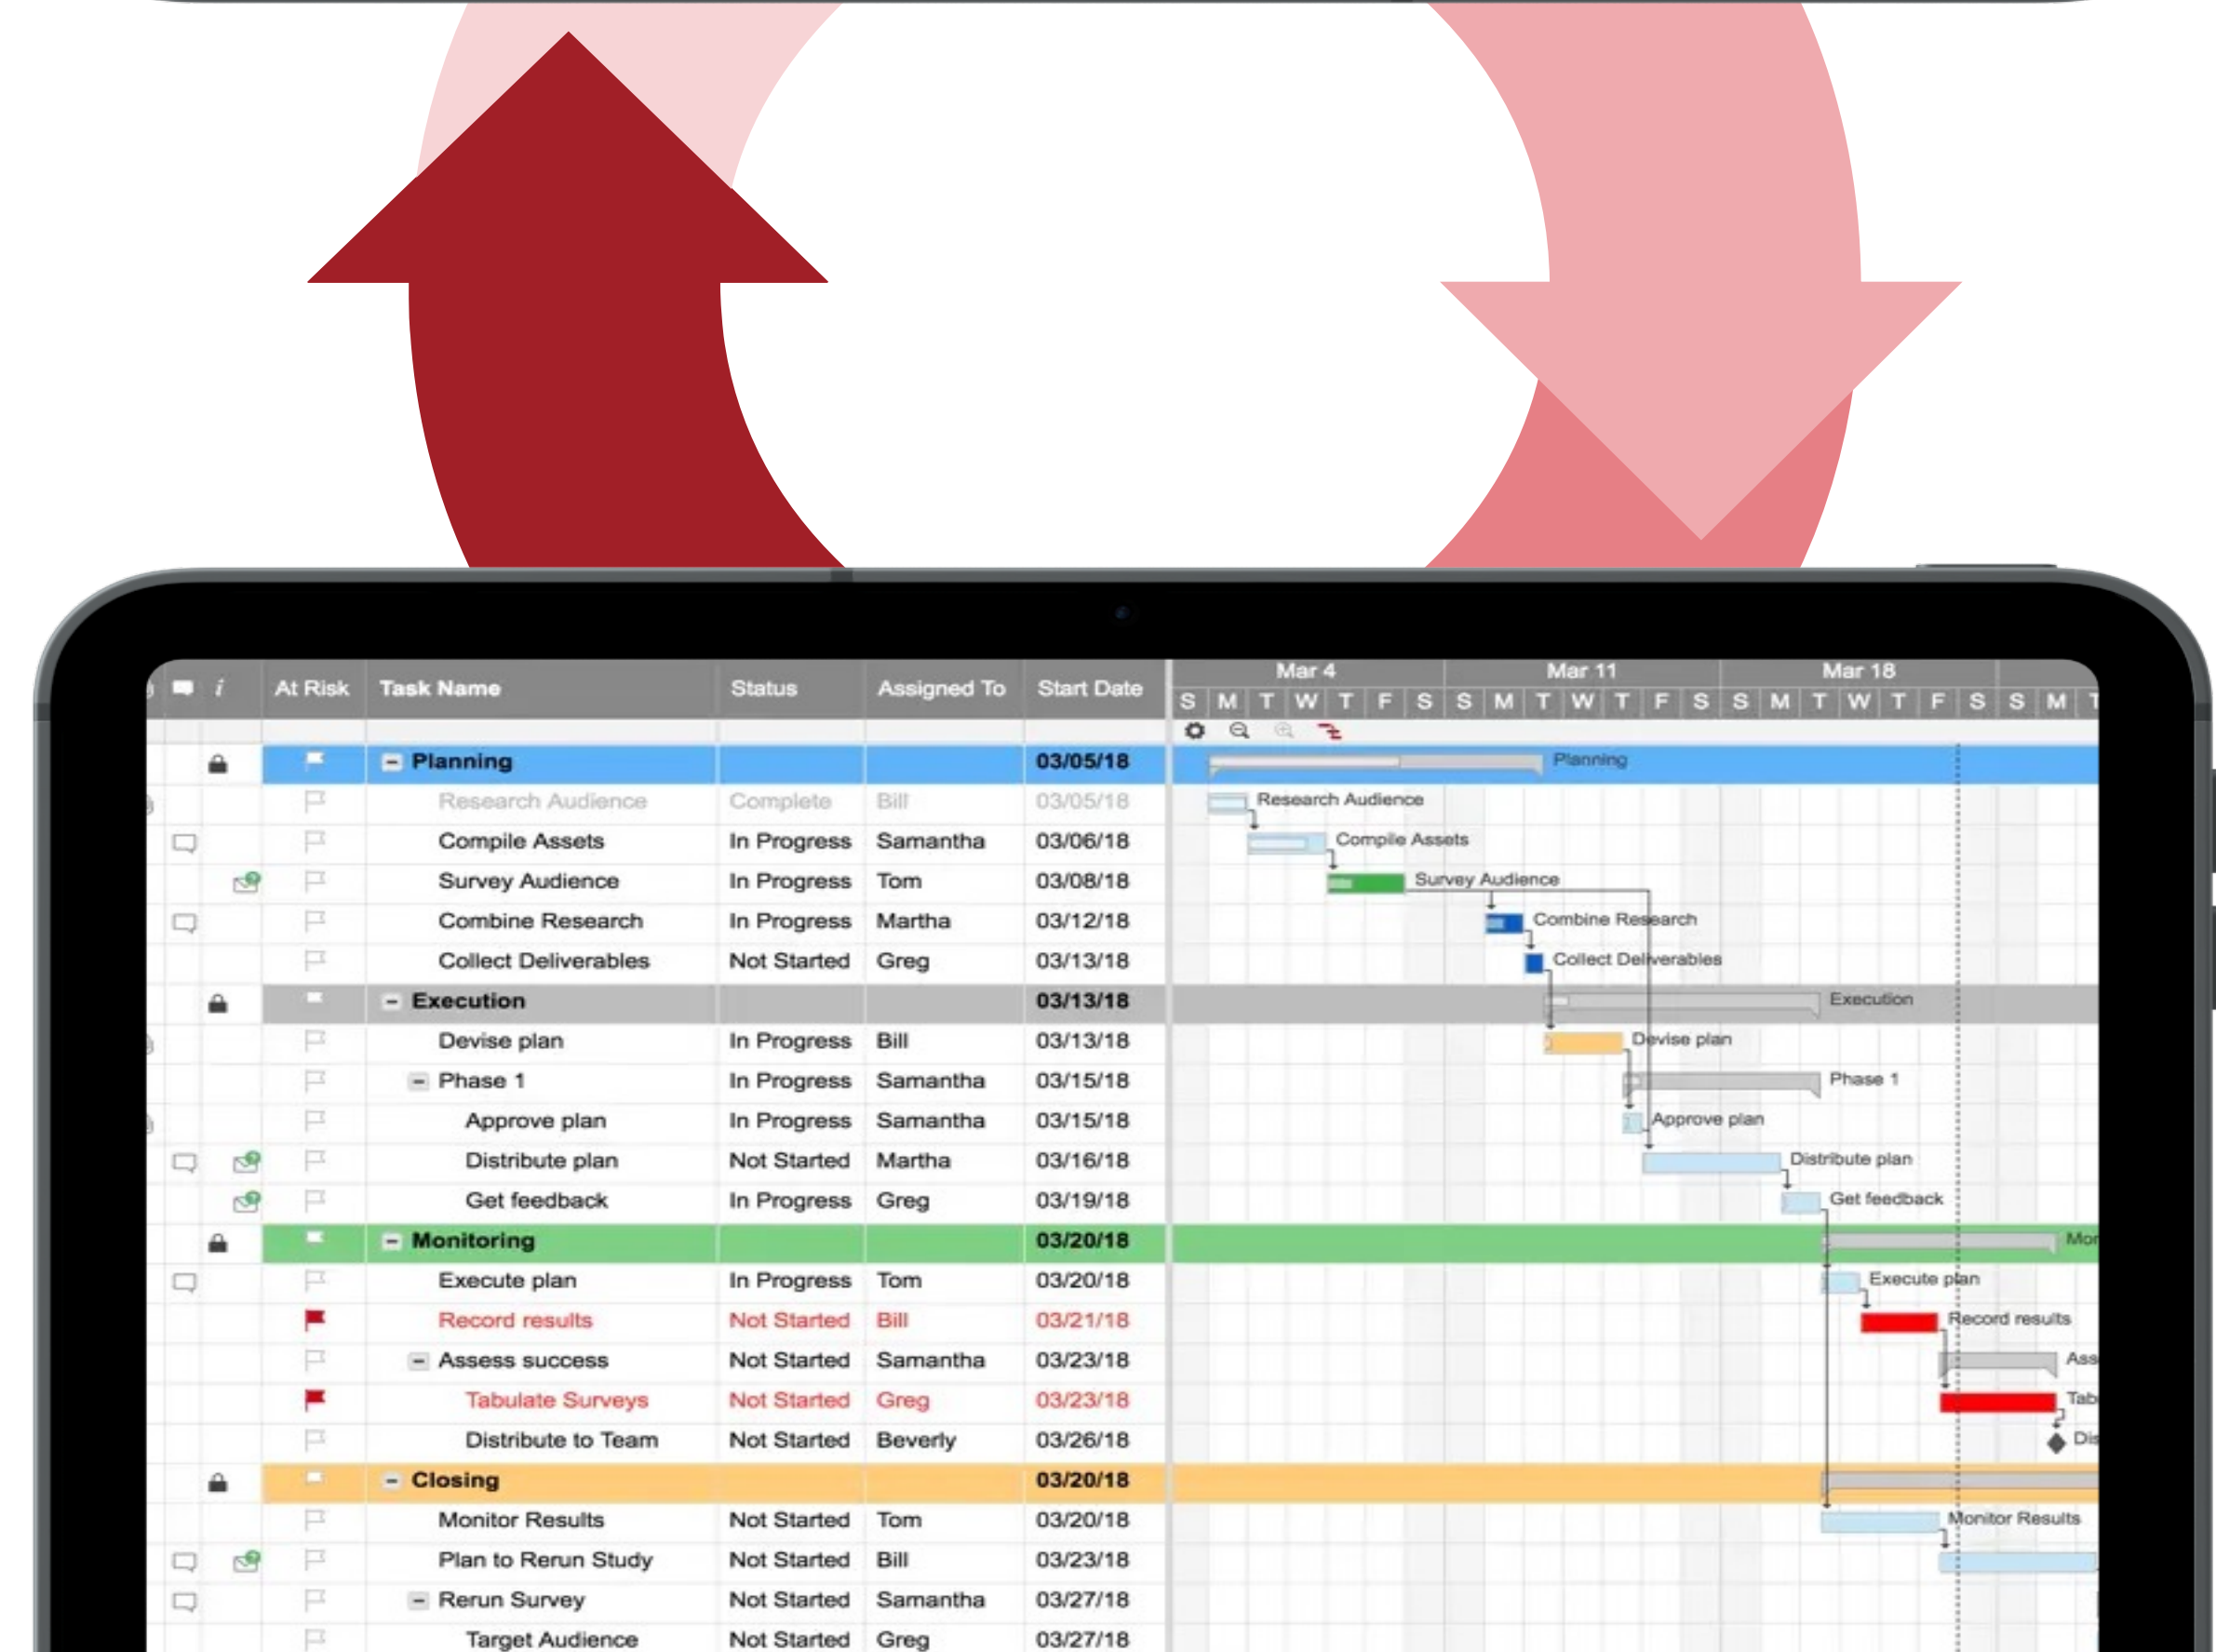 i At Risk Task Name Status Assigned To Start Date Mar 4 Mar 11 Mar 18
S M T W T F S S M T W T F S S M T W T F S S M T
Planning 03/05/18 Planning
Research Audience Complete Bill 03/05/18 Research Audience
Compile Assets In Progress Samantha 03/06/18 Compile Assets
Survey Audience In Progress Tom 03/08/18 Survey Audience
Combine Research In Progress Martha 03/12/18 Combine Research
Collect Deliverables Not Started Greg 03/13/18 Collect Deliverables
Execution 03/13/18 Execution
Devise plan In Progress Bill 03/13/18 Devise plan
Phase 1 In Progress Samantha 03/15/18 Phase 1
Approve plan In Progress Samantha 03/15/18 Approve plan
Distribute plan Not Started Martha 03/16/18 Distribute plan
Get feedback In Progress Greg 03/19/18 Get feedback
Monitoring 03/20/18 Mor
Execute plan In Progress Tom 03/20/18 Execute plan
Record results Not Started Bill 03/21/18 Record results
Assess success Not Started Samantha 03/23/18 Ass
Tabulate Surveys Not Started Greg 03/23/18 Tab
Distribute to Team Not Started Beverly 03/26/18 Dis
Closing 03/20/18
Monitor Results Not Started Tom 03/20/18 Monitor Results
Plan to Rerun Study Not Started Bill 03/23/18
Rerun Survey Not Started Samantha 03/27/18
Target Audience Not Started Greg 03/27/18